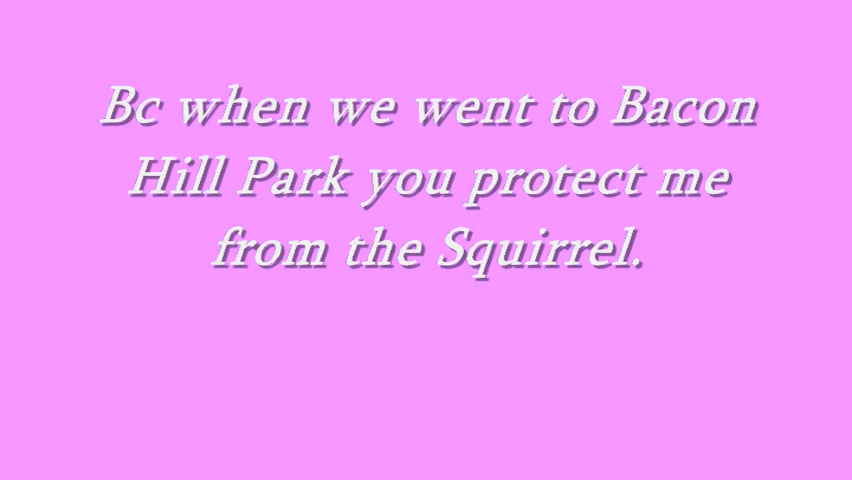 Bc when we went to Bacon
Hill Park you protect me
from the Squirrel.